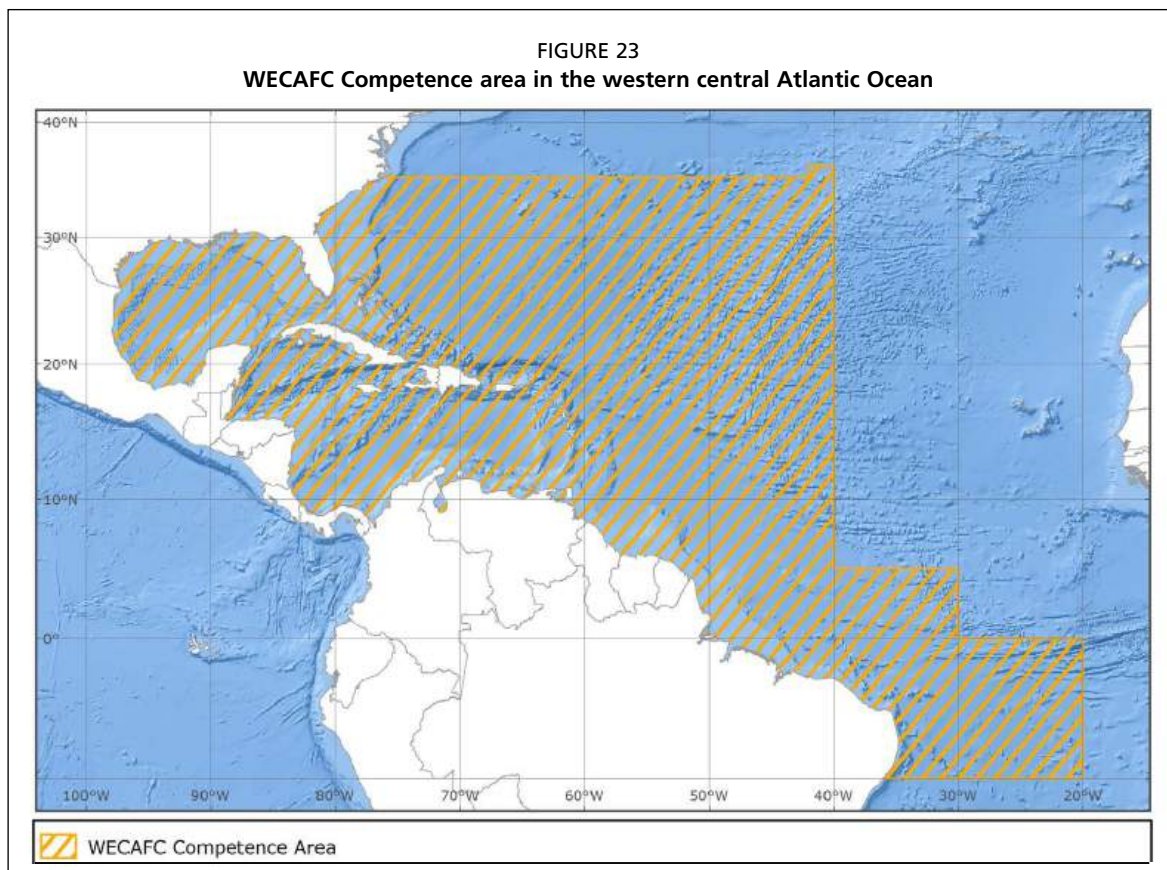 FIGURE 23
WECAFC Competence area in the western central Atlantic Ocean
40°N
30°N
20°N
10°N
0°
100°W 90°W 80°W 70°W 60°W 50°W 40°W 30°W 20°W
WECAFC Competence Area